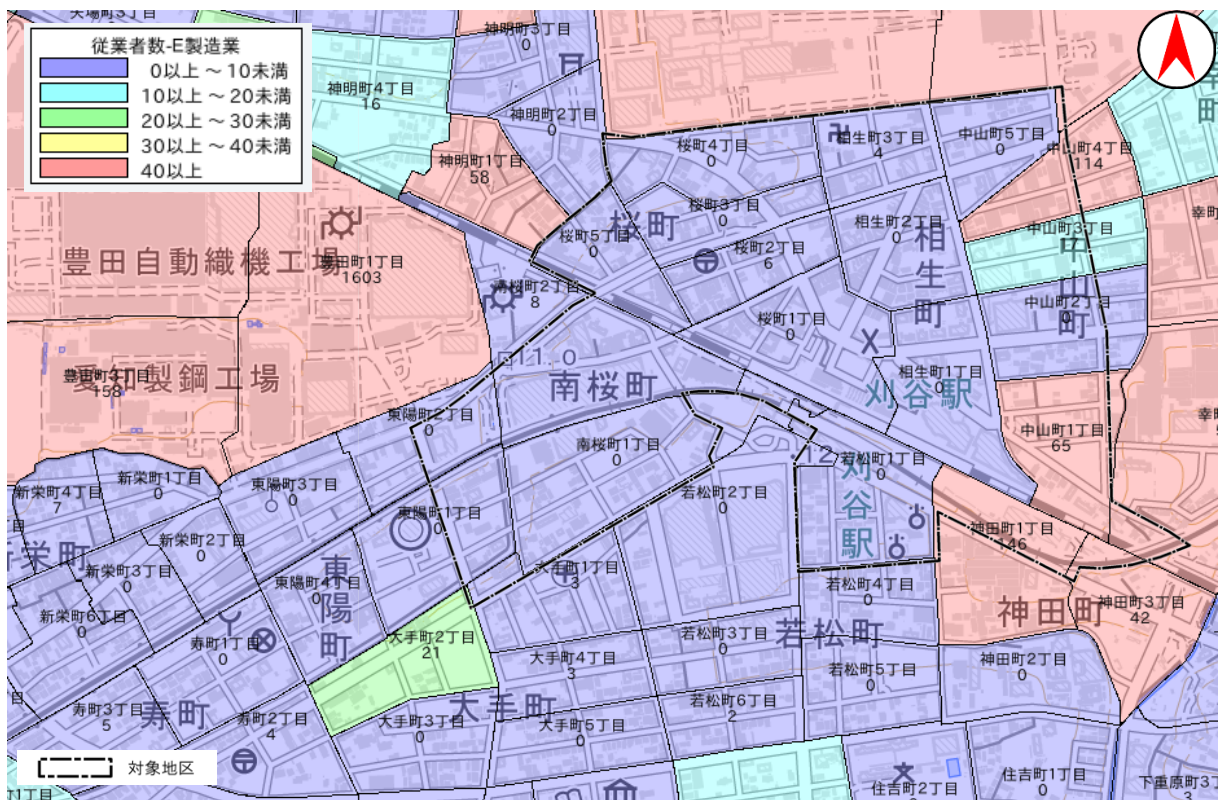 矢場町3丁目
従業者数-E製造業
0以上 ~ 10未満
10以上 ~ 20未満
20以上 ~ 30未満
30以上 ~ 40未満
40以上
神明町3丁目
0
神明町4丁目
16
神明町2丁目
0
神明町1丁目
58
桜町4丁目
0
相生町3丁目
4
中山町5丁目
0
中山町4丁目
114
桜町3丁目
0
桜町
桜町5丁目
0
桜町2丁目
6
相生町2丁目
0
相生町
中山町3丁目
17
中山町
中山町2丁目
0
豊田自動織機工場
豊田町1丁目
1603
南桜町2丁目
8
桜町1丁目
0
11.0
南桜町
相生町1丁目
0
刈谷駅
豊田町3丁目
158
愛知製鋼工場
東陽町2丁目
0
南桜町1丁目
0
中山町1丁目
65
若松町1丁目
0
刈谷駅
新栄町4丁目
7
新栄町1丁目
0
東陽町3丁目
0
若松町2丁目
0
東陽町1丁目
0
新栄町2丁目
0
神田町1丁目
146
新栄町3丁目
0
東陽町4丁目
0
東陽町
大手町1丁目
3
若松町4丁目
0
神田町
神田町3丁目
42
新栄町6丁目
0
寿町1丁目
0
大手町2丁目
21
若松町3丁目
0
若松町
大手町4丁目
3
若松町5丁目
0
神田町2丁目
0
寿町3丁目
5
寿町
寿町2丁目
4
大手町3丁目
0
大手町
大手町5丁目
0
若松町6丁目
2
対象地区
住吉町2丁目
住吉町1丁目
0
下重原町3丁
3